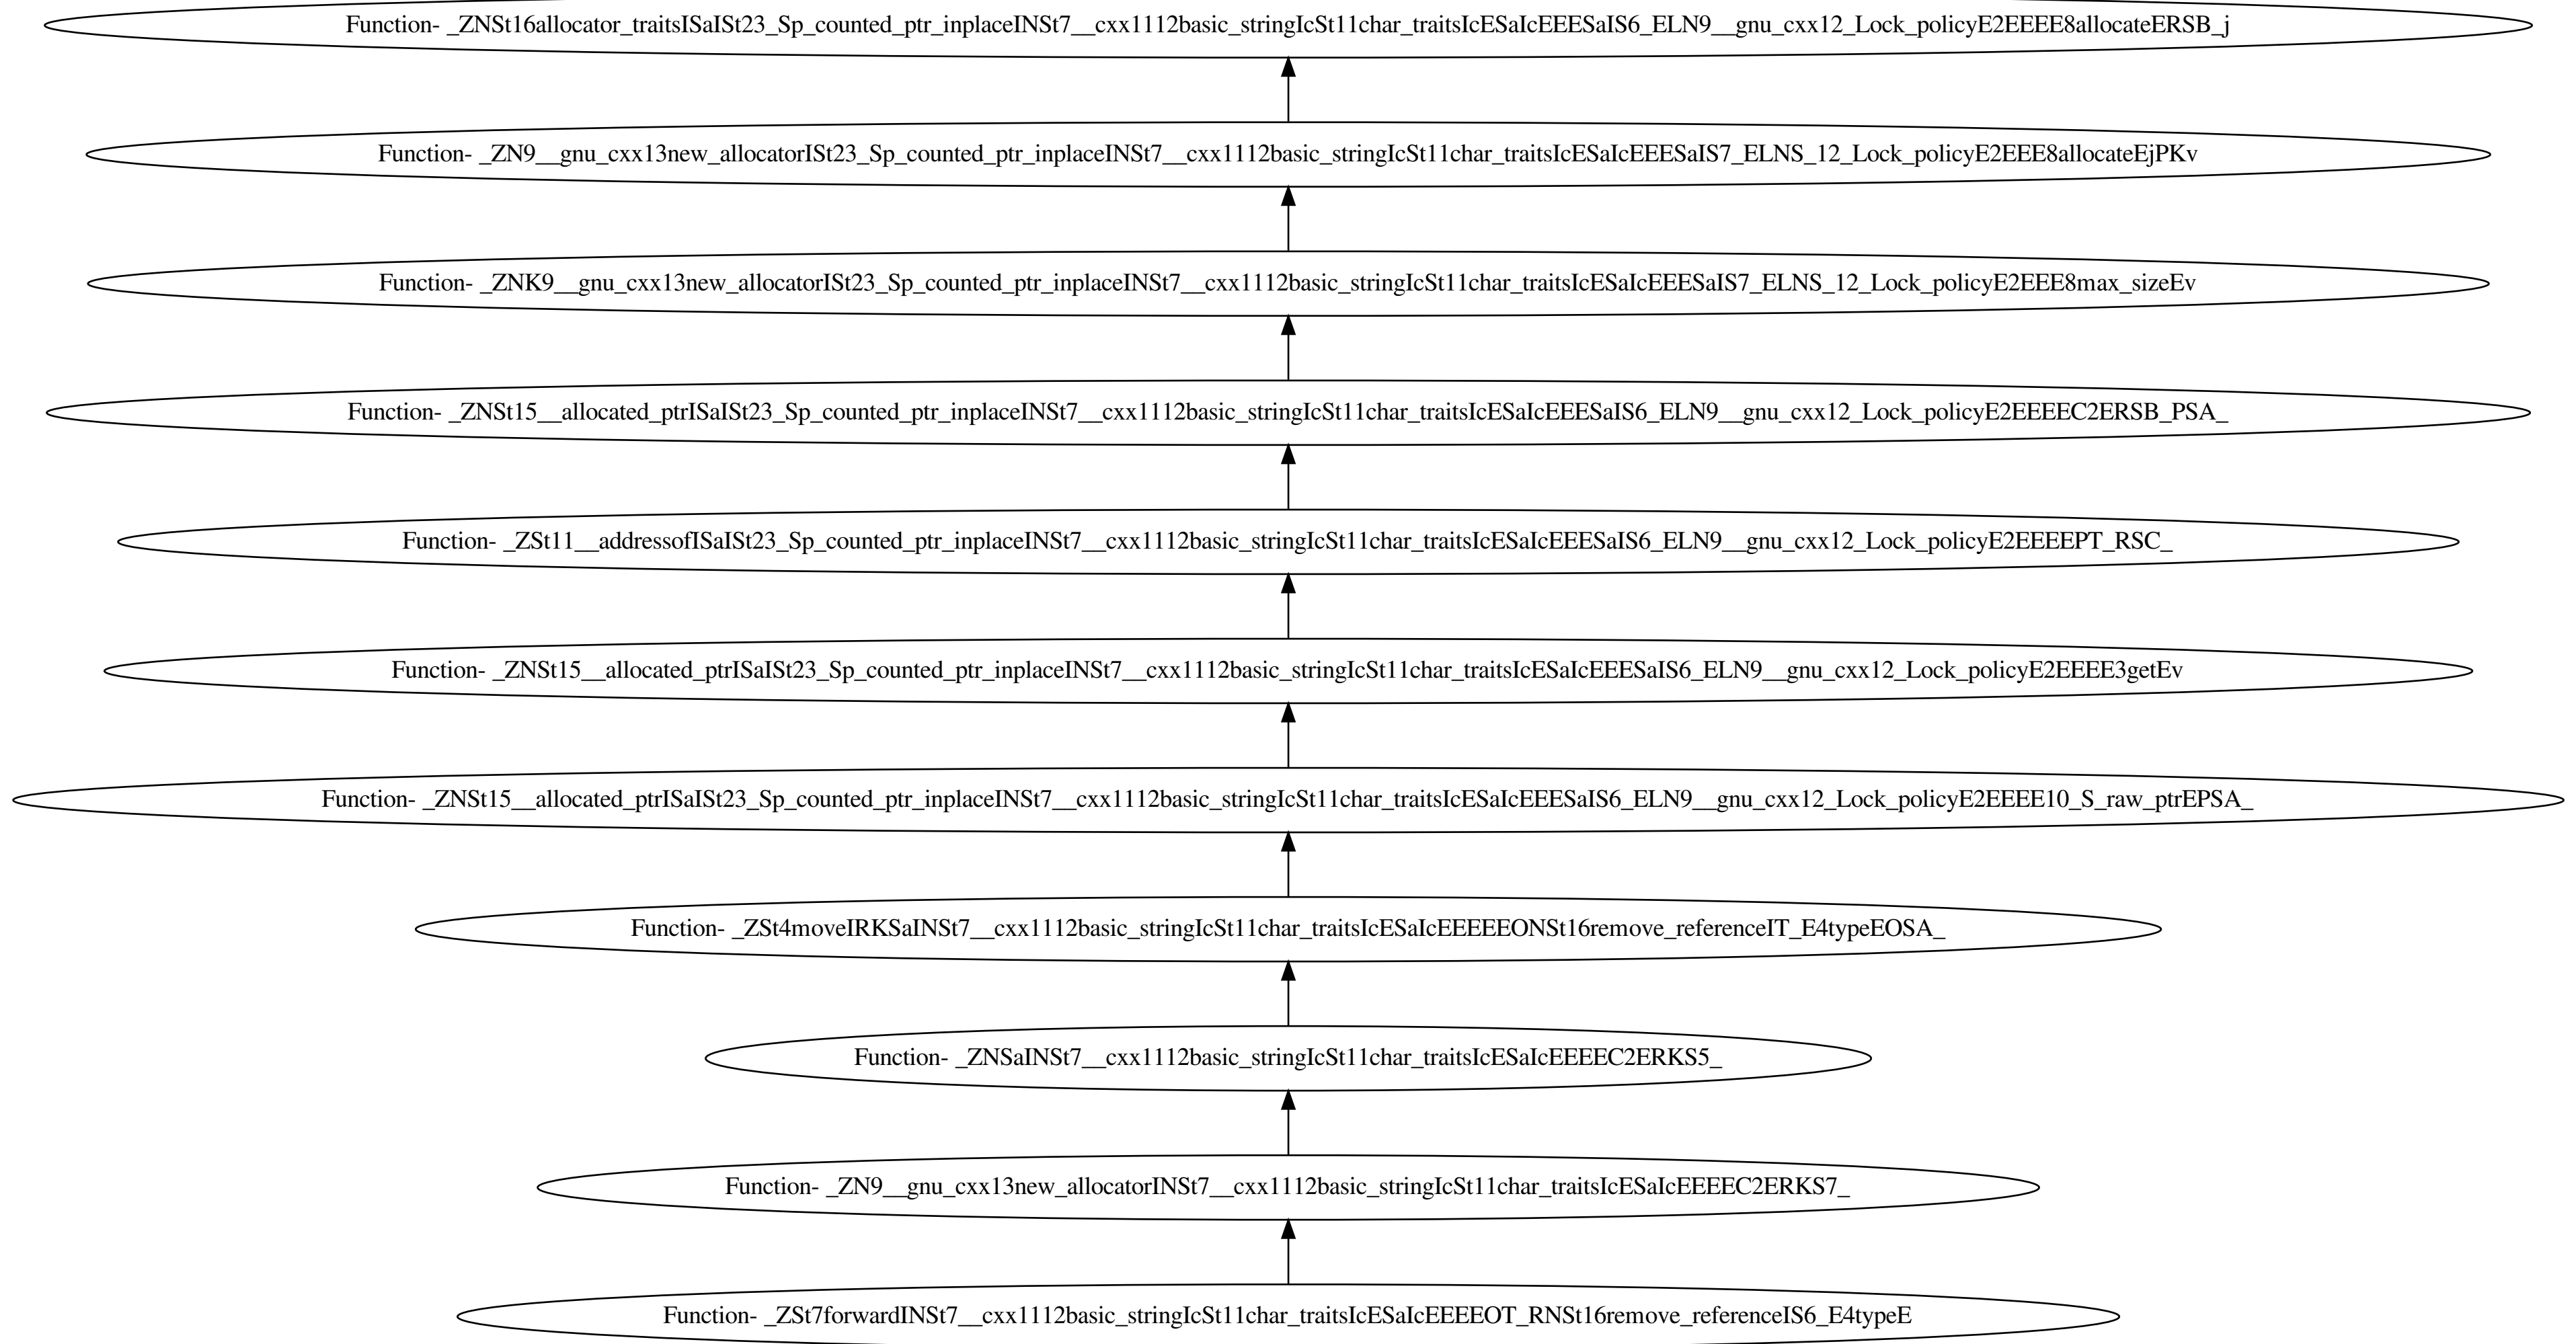 Function- _ZNSt16allocator_traitsISaISt23_Sp_counted_ptr_inplaceINSt7__cxx1112basic_stringIcSt11char_traitsIcESaIcEEESaIS6_ELN9__gnu_cxx12_Lock_policyE2EEEE8allocateERSB_j
Function- _ZN9__gnu_cxx13new_allocatorISt23_Sp_counted_ptr_inplaceINSt7__cxx1112basic_stringIcSt11char_traitsIcESaIcEEESaIS7_ELNS_12_Lock_policyE2EEE8allocateEjPKv
Function- _ZNK9__gnu_cxx13new_allocatorISt23_Sp_counted_ptr_inplaceINSt7__cxx1112basic_stringIcSt11char_traitsIcESaIcEEESaIS7_ELNS_12_Lock_policyE2EEE8max_sizeEv
Function- _ZNSt15__allocated_ptrISaISt23_Sp_counted_ptr_inplaceINSt7__cxx1112basic_stringIcSt11char_traitsIcESaIcEEESaIS6_ELN9__gnu_cxx12_Lock_policyE2EEEEC2ERSB_PSA_
Function- _ZSt11__addressofISaISt23_Sp_counted_ptr_inplaceINSt7__cxx1112basic_stringIcSt11char_traitsIcESaIcEEESaIS6_ELN9__gnu_cxx12_Lock_policyE2EEEEPT_RSC_
Function- _ZNSt15__allocated_ptrISaISt23_Sp_counted_ptr_inplaceINSt7__cxx1112basic_stringIcSt11char_traitsIcESaIcEEESaIS6_ELN9__gnu_cxx12_Lock_policyE2EEEE3getEv
Function- _ZNSt15__allocated_ptrISaISt23_Sp_counted_ptr_inplaceINSt7__cxx1112basic_stringIcSt11char_traitsIcESaIcEEESaIS6_ELN9__gnu_cxx12_Lock_policyE2EEEE10_S_raw_ptrEPSA_
Function- _ZSt4moveIRKSaINSt7__cxx1112basic_stringIcSt11char_traitsIcESaIcEEEEEONSt16remove_referenceIT_E4typeEOSA_
Function- _ZNSaINSt7__cxx1112basic_stringIcSt11char_traitsIcESaIcEEEEC2ERKS5_
Function- _ZN9__gnu_cxx13new_allocatorINSt7__cxx1112basic_stringIcSt11char_traitsIcESaIcEEEEC2ERKS7_
Function- _ZSt7forwardINSt7__cxx1112basic_stringIcSt11char_traitsIcESaIcEEEEOT_RNSt16remove_referenceIS6_E4typeE